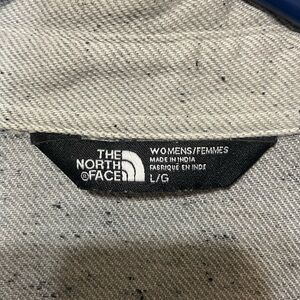 THE
NORTH
FACE
WOMENS/FEMMES
MADE IN INDIA
FABRIQUÉ EN INDE
L/G